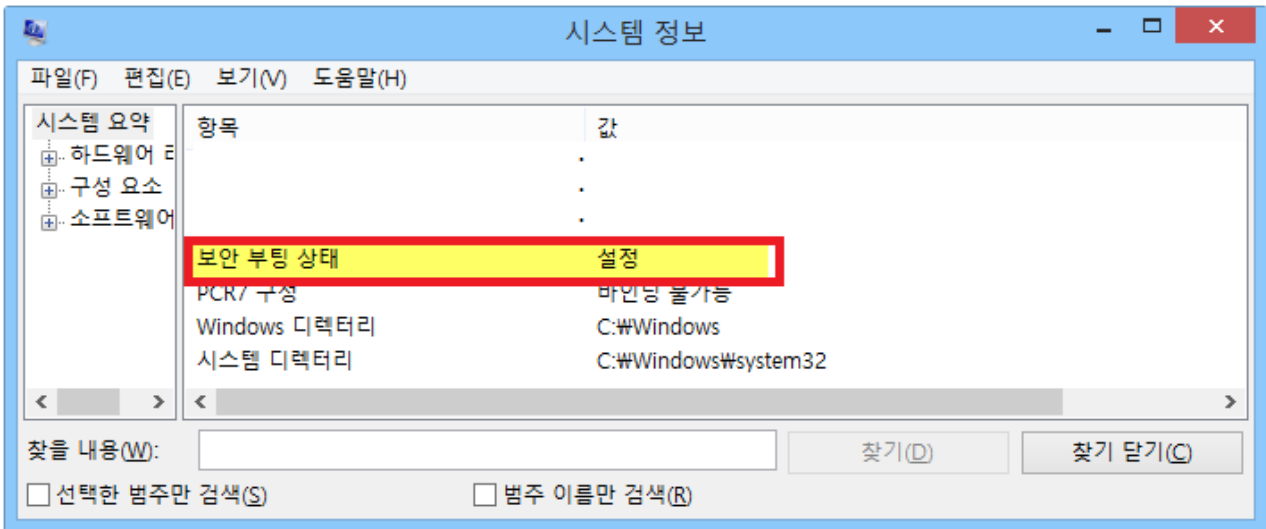 시스템 정보
파일(F) 편집(E) 보기(V) 도움말(H)
시스템 요약
하드웨어
구성 요소
소프트웨어
항목 값
.
.
.
보안 부팅 상태 설정
PCR7 구성 바인딩 불가능
Windows 디렉터리 C:₩Windows
시스템 디렉터리 C:₩Windows₩system32
찾을 내용(W): 찾기(D) 찾기 닫기(C)
선택한 범주만 검색(S) 범주 이름만 검색(R)